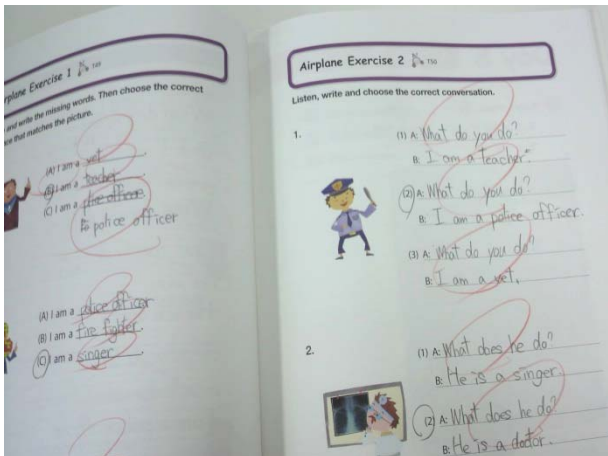 rplane Exercise 1
and write the missing words. Then choose the correct
that matches the picture.
(A) I am a vet.
(B) I am a teacher.
(C) I am a
police officer
(A) I am a police officer
(B) I am a fire fighter.
(C) I am a singer.
Airplane Exercise 2
Listen, write and choose the correct conversation.
1.
(1) A: What do you do?
B: I am a teacher.
(2) A: What do you do?
B: I am a police officer.
(3) A: What do you do?
B: I am a vet.
2.
(1) A: What does he do?
B: He is a singer.
(2) A: What does he do?
B: He is a doctor.